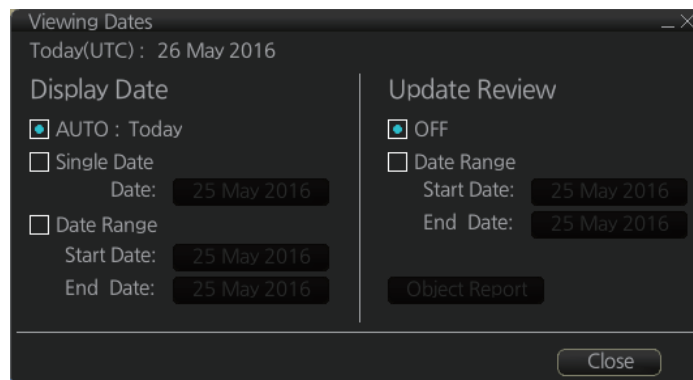 Viewing Dates
Today(UTC) : 26 May 2016
Display Date
AUTO : Today
Single Date
Date: 25 May 2016
Date Range
Start Date: 25 May 2016
End Date: 25 May 2016
Update Review
OFF
Date Range
Start Date: 25 May 2016
End Date: 25 May 2016
Object Report
Close